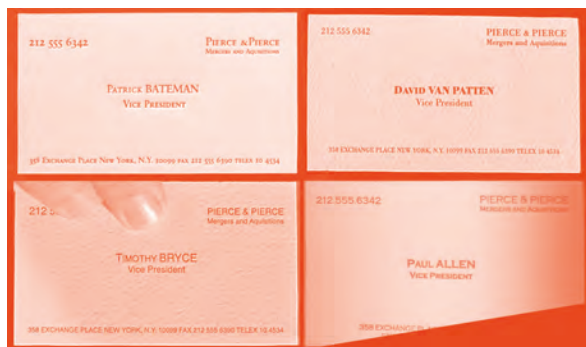 212 555 6342
PIERCE & PIERCE
MERGERS AND AQUISITIONS
PATRICK BATEMAN
VICE PRESIDENT
358 EXCHANGE PLACE NEW YORK, N.Y. 10099 FAX 212 555 6390 TELEX 10 4534
212 555 6342
PIERCE & PIERCE
Mergers and Aquisitions
DAVID VAN PATTEN
Vice President
358 EXCHANGE PLACE NEW YORK, N.Y. 10099 FAX 212 555 6390 TELEX 10 4534
212
PIERCE & PIERCE
Mergers and Aquisitions
TIMOTHY BRYCE
Vice President
358 EXCHANGE PLACE NEW YORK, N.Y. 10099 FAX 212 555 6390 TELEX 10 4534
212.555.6342
PIERCE & PIERCE
MERGERS AND AQUISITIONS
PAUL ALLEN
VICE PRESIDENT
358 EXCHANGE